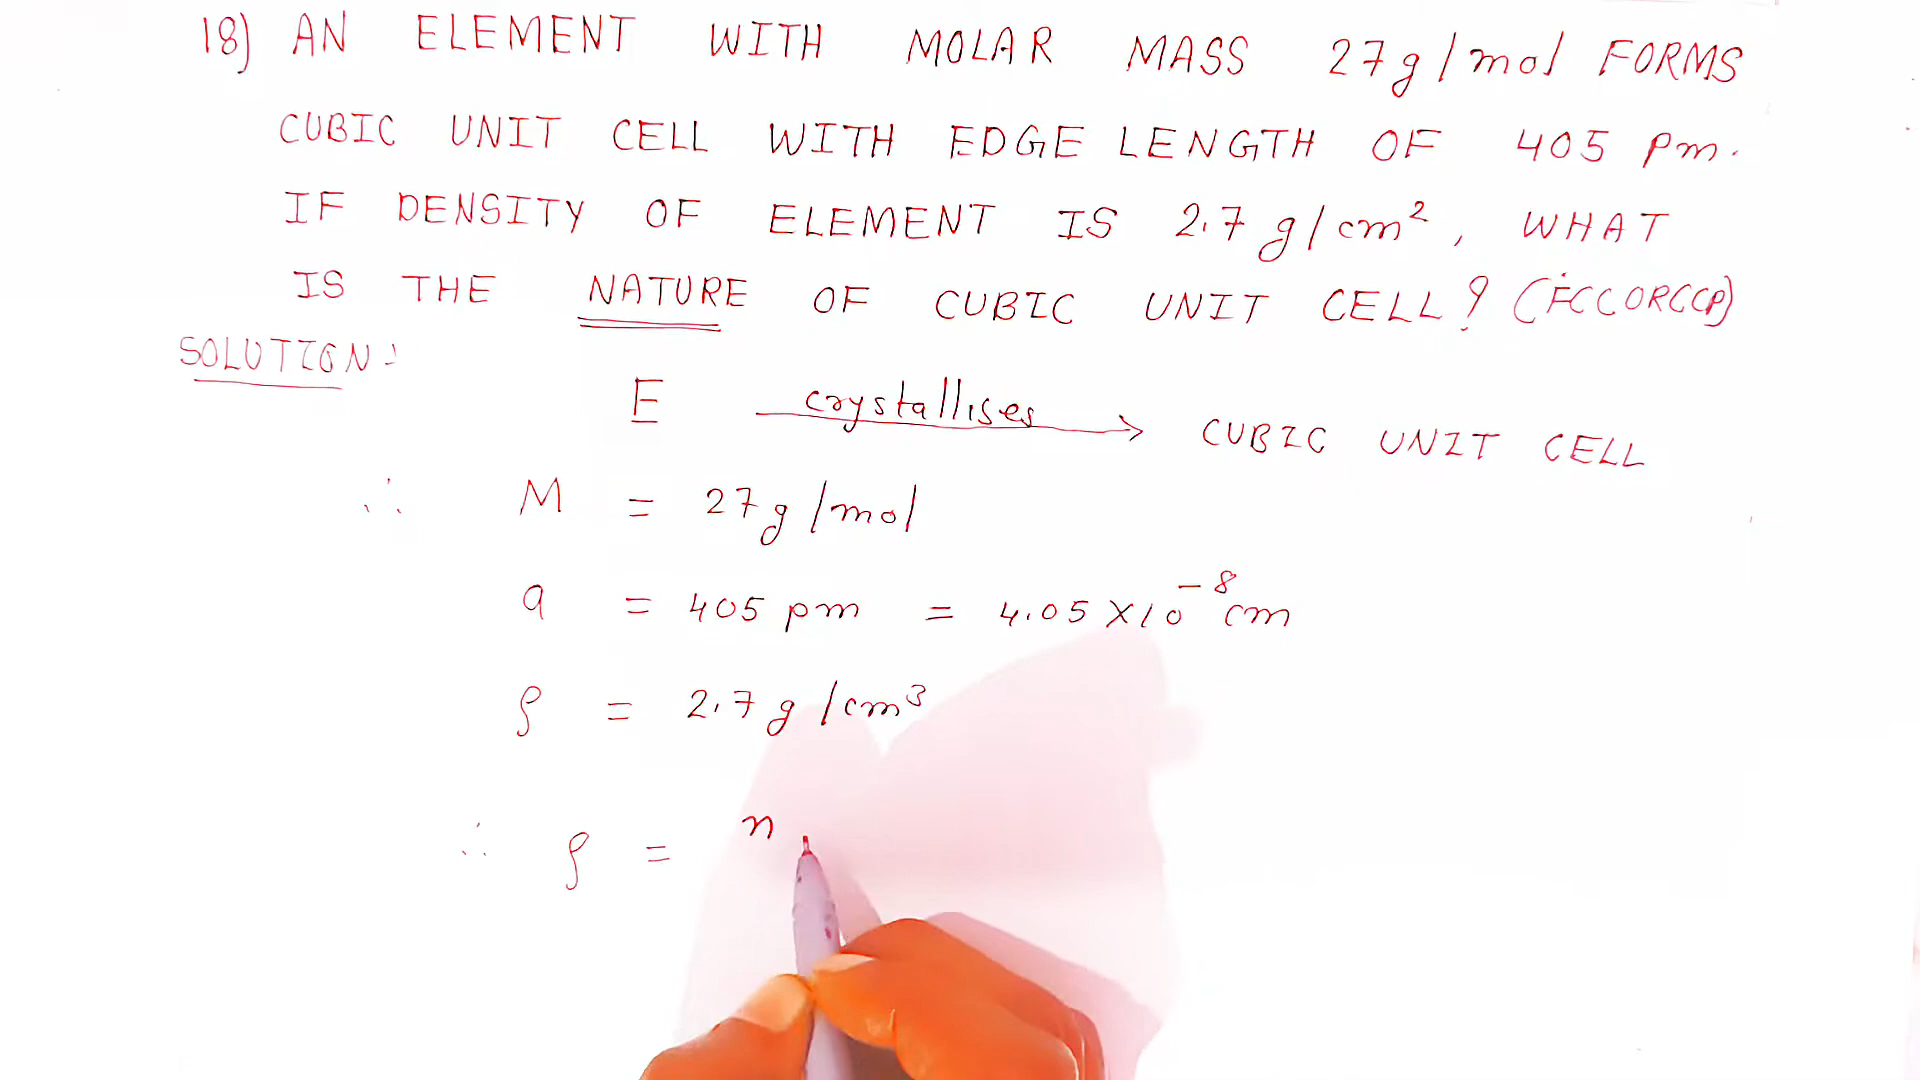 18) AN ELEMENT WITH MOLAR MASS 27g/mol FORMS
CUBIC UNIT CELL WITH EDGE LENGTH OF 405 pm.
IF DENSITY OF ELEMENT IS 2.7 g/cm², WHAT
IS THE NATURE OF CUBIC UNIT CELL? (FCC OR CCP)
SOLUTION:
E crystallises → CUBIC UNIT CELL
∴ M = 27g/mol
a = 405 pm = 4.05 X10⁻⁸ cm
ρ = 2.7 g/cm³
∴ ρ = n